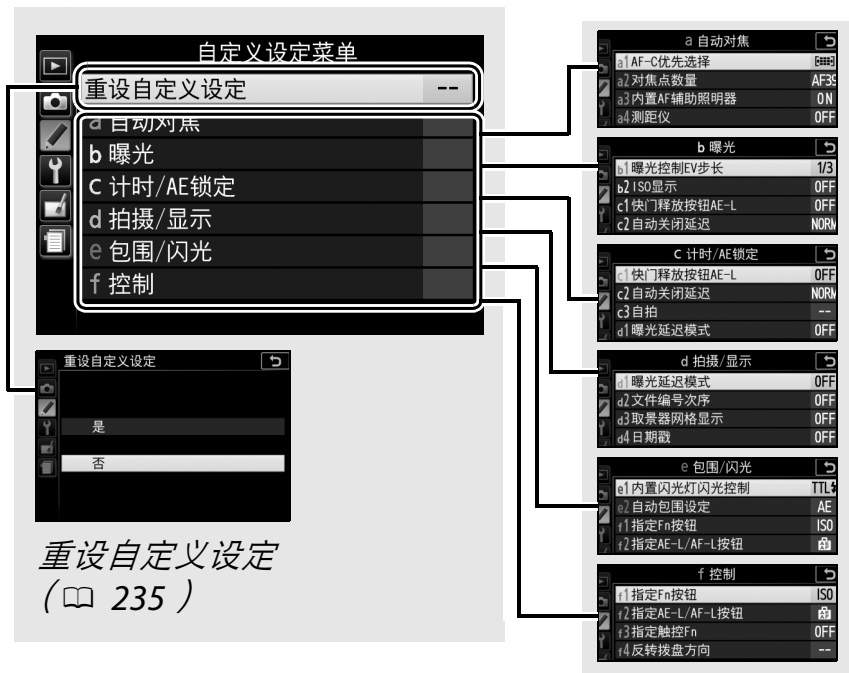 自定义设定菜单
重设自定义设定 --
a 自动对焦
b 曝光
c 计时/AE锁定
d 拍摄/显示
e 包围/闪光
f 控制
重设自定义设定
是
否
重设自定义设定
( 235 )
a 自动对焦
a1 AF-C优先选择
a2 对焦点数量 AF39
a3 内置AF辅助照明器 ON
a4 测距仪 OFF
b 曝光
b1 曝光控制EV步长 1/3
b2 ISO显示 OFF
c1 快门释放按钮AE-L OFF
c2 自动关闭延迟 NORM
c 计时/AE锁定
c1 快门释放按钮AE-L OFF
c2 自动关闭延迟 NORM
c3 自拍 --
d1 曝光延迟模式 OFF
d 拍摄/显示
d1 曝光延迟模式 OFF
d2 文件编号次序 OFF
d3 取景器网格显示 OFF
d4 日期戳 OFF
e 包围/闪光
e1 内置闪光灯闪光控制 TTL
e2 自动包围设定 AE
f1 指定Fn按钮 ISO
f2 指定AE-L/AF-L按钮
f 控制
f1 指定Fn按钮 ISO
f2 指定AE-L/AF-L按钮
f3 指定触控Fn OFF
f4 反转拨盘方向 --